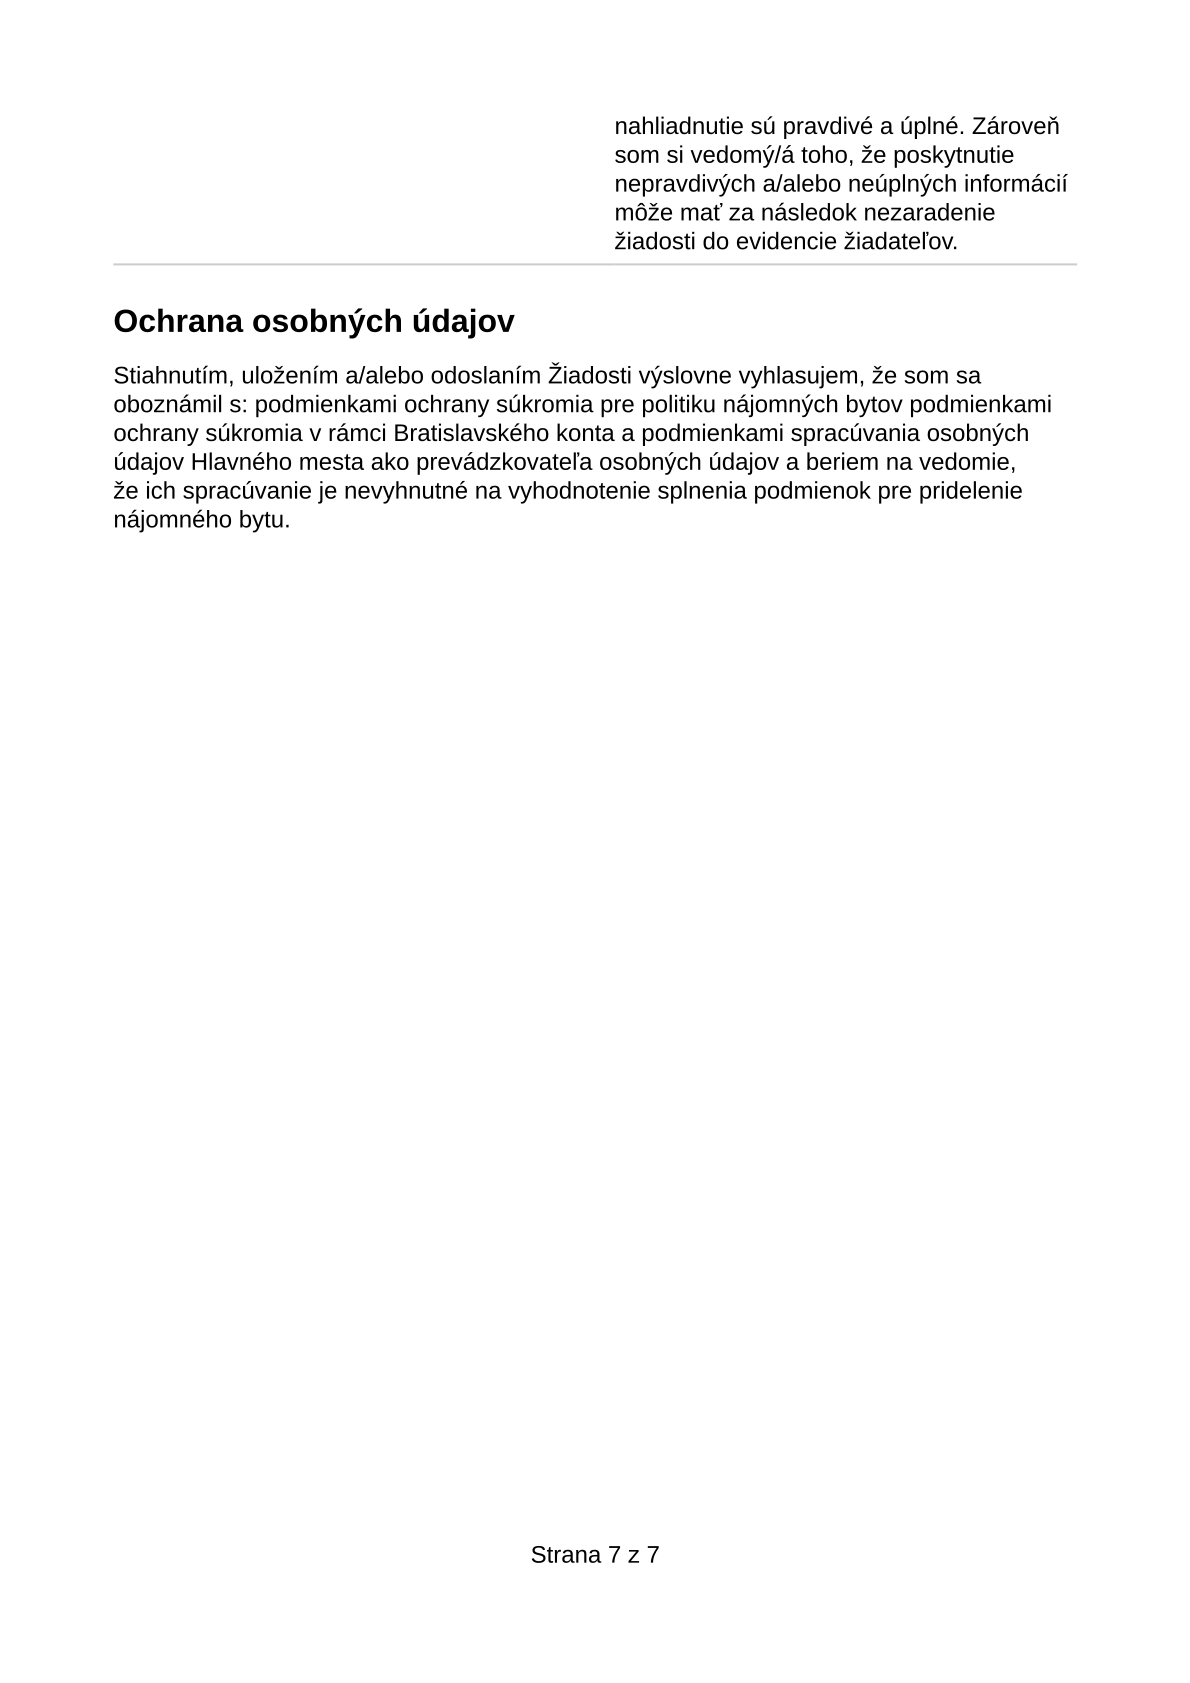 nahliadnutie sú pravdivé a úplné. Zároveň
som si vedomý/á toho, že poskytnutie
nepravdivých a/alebo neúplných informácií
môže mať za následok nezaradenie
žiadosti do evidencie žiadateľov.
Ochrana osobných údajov
Stiahnutím, uložením a/alebo odoslaním Žiadosti výslovne vyhlasujem, že som sa
oboznámil s: podmienkami ochrany súkromia pre politiku nájomných bytov podmienkami
ochrany súkromia v rámci Bratislavského konta a podmienkami spracúvania osobných
údajov Hlavného mesta ako prevádzkovateľa osobných údajov a beriem na vedomie,
že ich spracúvanie je nevyhnutné na vyhodnotenie splnenia podmienok pre pridelenie
nájomného bytu.
Strana 7 z 7